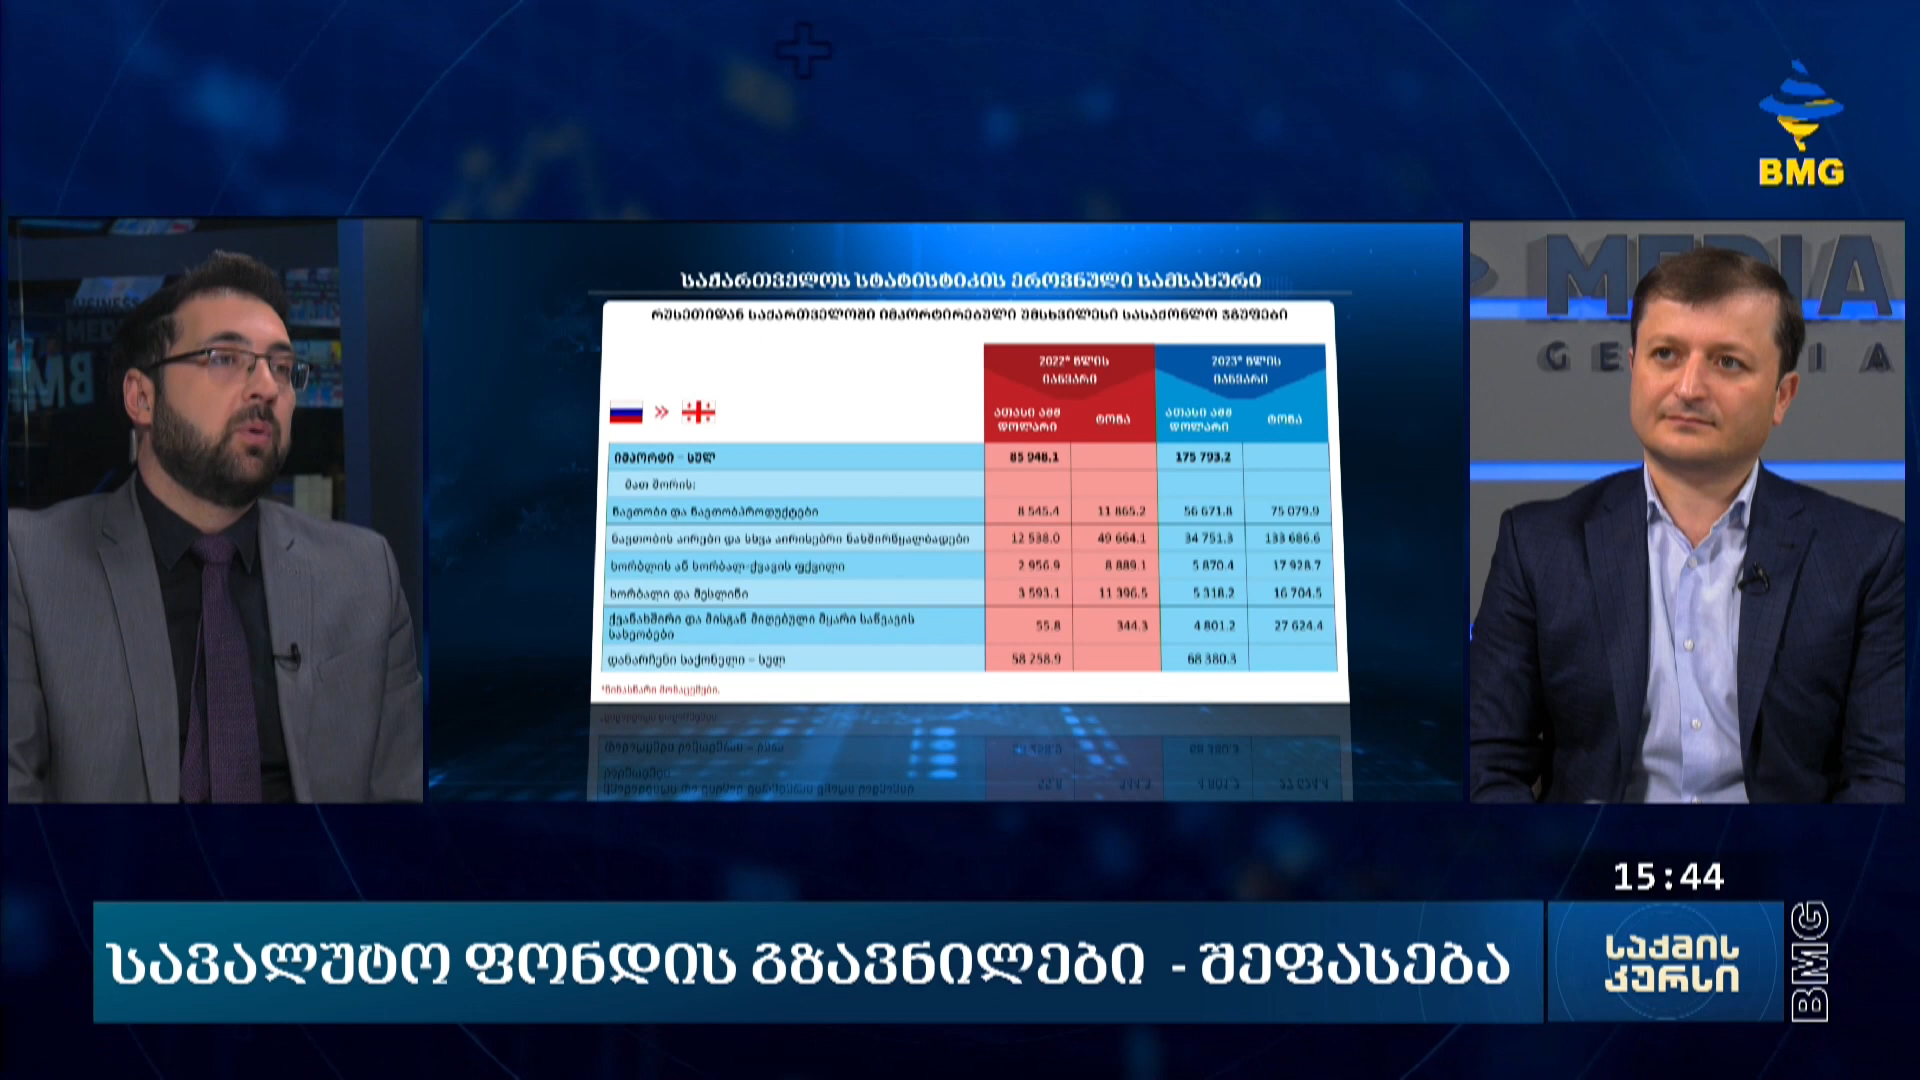 BMG
MEDIA
BUSINESS
საქართველოს სტატისტიკის ეროვნული სამსახური
რუსეთიდან საქართველოში იმპორტირებული უმსხვილესი სასაქონლო ჯგუფები
2022* წლის იანვარი 2023* წლის იანვარი
ათასი აშშ დოლარი ტონა ათასი აშშ დოლარი ტონა
იმპორტი - სულ 85 948.1 175 793.2
მათ შორის:
ნავთობი და ნავთობპროდუქტები 8 545.4 11 865.2 56 671.8 75 079.9
ნავთობის აირები და სხვა აირისებრი ნახშირწყალბადები 12 538.0 49 664.1 34 751.3 133 686.6
ხორბლის ან ხორბალ-ჭვავის ფქვილი 2 956.9 8 889.1 5 870.4 17 928.7
ხორბალი და მესლინი 3 593.1 11 396.5 5 318.2 16 704.5
ქვანახშირი და მისგან მიღებული მყარი საწვავის
სახეობები 55.8 344.3 4 801.2 27 624.4
დანარჩენი საქონელი - სულ 58 258.9 68 380.3
*წინასწარი მონაცემები.
15:44
სავალუტო ფონდის გზავნილები - შეფასება
საქმის
კურსი
BMG